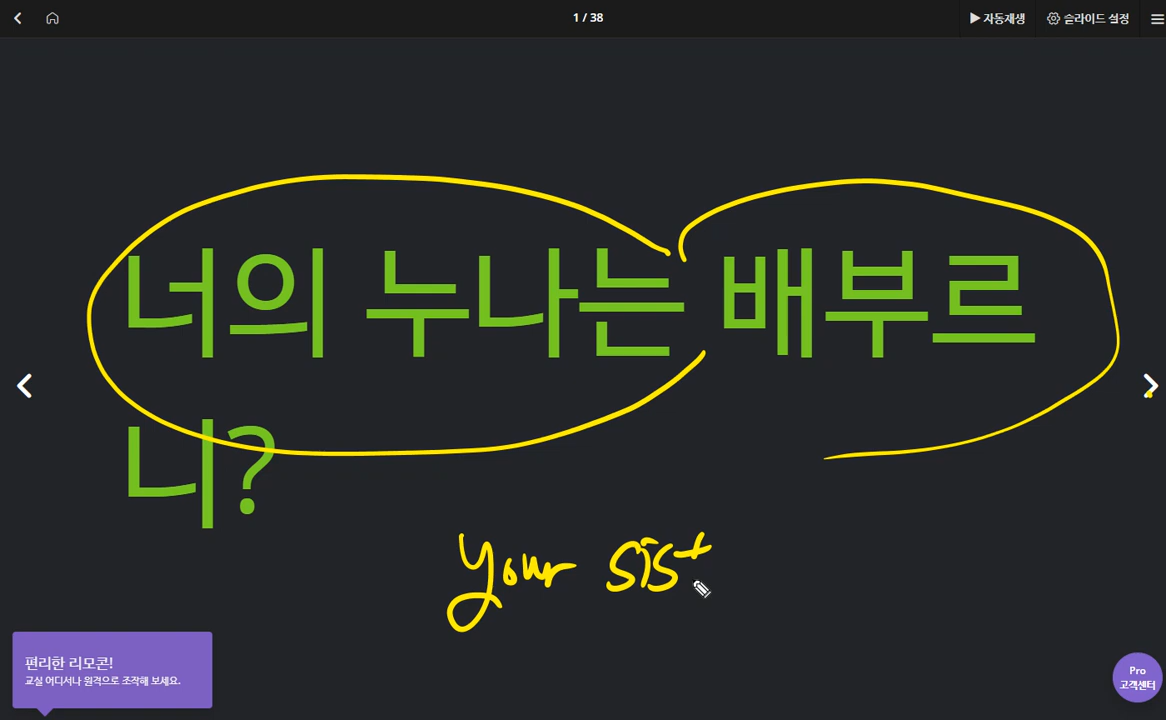 1 / 38
▶ 자동재생
슬라이드 설정
너의 누나는 배부르
니?
your sist
편리한 리모콘!
교실 어디서나 원격으로 조작해 보세요.
Pro
고객센터